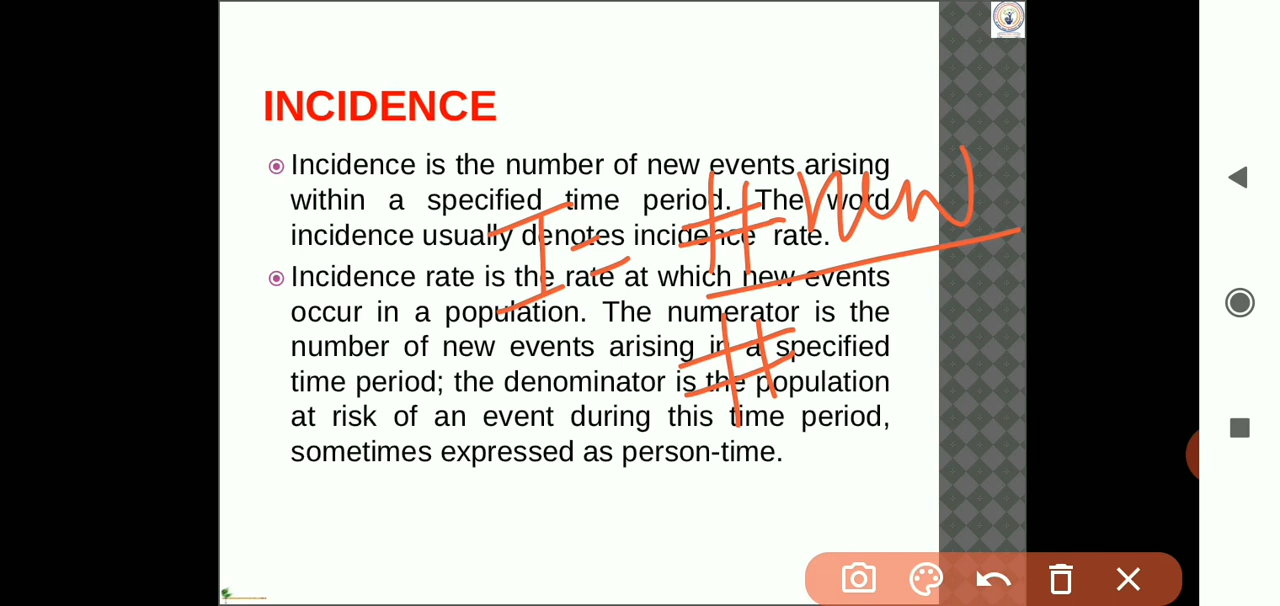 INCIDENCE
Incidence is the number of new events arising
within a specified time period. The word
incidence usually denotes incidence rate.
Incidence rate is the rate at which new events
occur in a population. The numerator is the
number of new events arising in a specified
time period; the denominator is the population
at risk of an event during this time period,
sometimes expressed as person-time.
I = # new
#